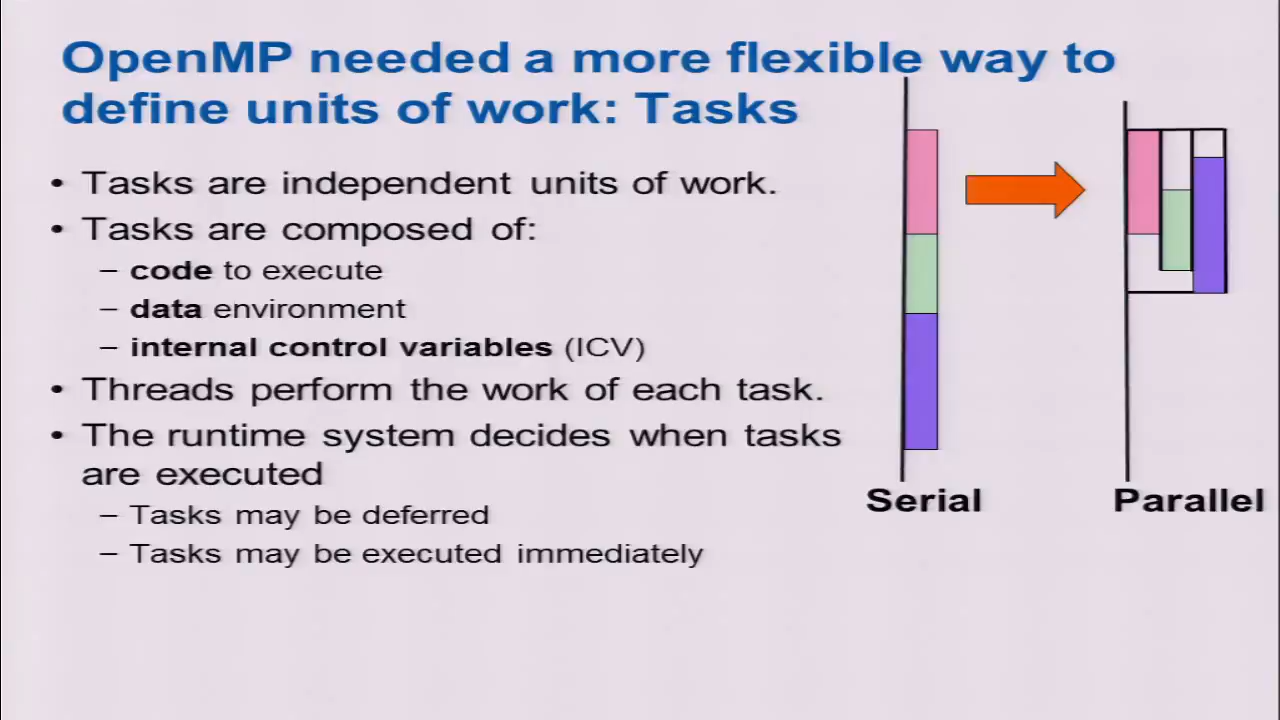 OpenMP needed a more flexible way to
define units of work: Tasks
• Tasks are independent units of work.
• Tasks are composed of:
– code to execute
– data environment
– internal control variables (ICV)
• Threads perform the work of each task.
• The runtime system decides when tasks
are executed
– Tasks may be deferred
– Tasks may be executed immediately
Serial
Parallel